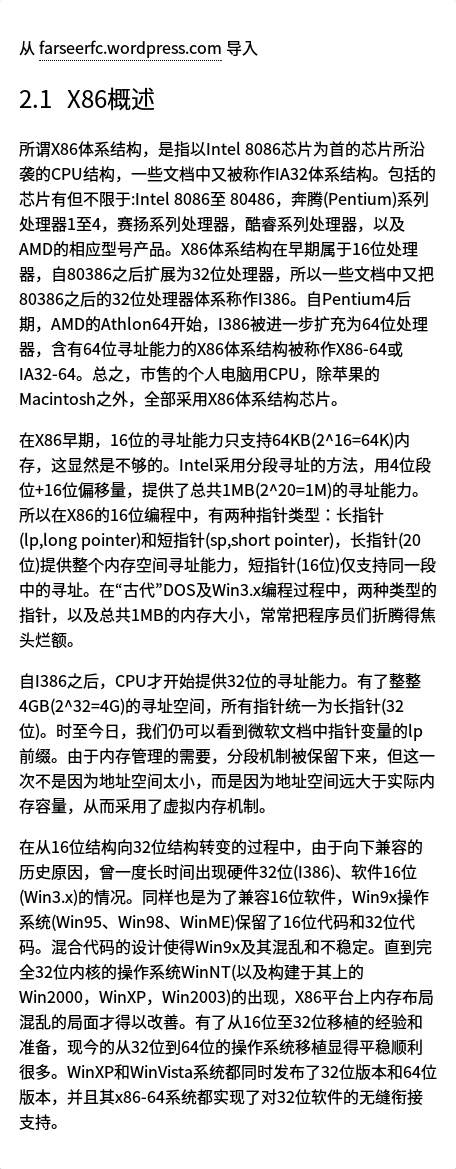 从 farseerfc.wordpress.com 导入
2.1 X86概述
所谓X86体系结构，是指以Intel 8086芯片为首的芯片所沿
袭的CPU结构，一些文档中又被称作IA32体系结构。包括的
芯片有但不限于:Intel 8086至 80486，奔腾(Pentium)系列
处理器1至4，赛扬系列处理器，酷睿系列处理器，以及
AMD的相应型号产品。X86体系结构在早期属于16位处理
器，自80386之后扩展为32位处理器，所以一些文档中又把
80386之后的32位处理器体系称作I386。自Pentium4后
期，AMD的Athlon64开始，I386被进一步扩充为64位处理
器，含有64位寻址能力的X86体系结构被称作X86-64或
IA32-64。总之，市售的个人电脑用CPU，除苹果的
Macintosh之外，全部采用X86体系结构芯片。
在X86早期，16位的寻址能力只支持64KB(2^16=64K)内
存，这显然是不够的。Intel采用分段寻址的方法，用4位段
位+16位偏移量，提供了总共1MB(2^20=1M)的寻址能力。
所以在X86的16位编程中，有两种指针类型：长指针
(lp,long pointer)和短指针(sp,short pointer)，长指针(20
位)提供整个内存空间寻址能力，短指针(16位)仅支持同一段
中的寻址。在“古代”DOS及Win3.x编程过程中，两种类型的
指针，以及总共1MB的内存大小，常常把程序员们折腾得焦
头烂额。
自I386之后，CPU才开始提供32位的寻址能力。有了整整
4GB(2^32=4G)的寻址空间，所有指针统一为长指针(32
位)。时至今日，我们仍可以看到微软文档中指针变量的lp
前缀。由于内存管理的需要，分段机制被保留下来，但这一
次不是因为地址空间太小，而是因为地址空间远大于实际内
存容量，从而采用了虚拟内存机制。
在从16位结构向32位结构转变的过程中，由于向下兼容的
历史原因，曾一度长时间出现硬件32位(I386)、软件16位
(Win3.x)的情况。同样也是为了兼容16位软件，Win9x操作
系统(Win95、Win98、WinME)保留了16位代码和32位代
码。混合代码的设计使得Win9x及其混乱和不稳定。直到完
全32位内核的操作系统WinNT(以及构建于其上的
Win2000，WinXP，Win2003)的出现，X86平台上内存布局
混乱的局面才得以改善。有了从16位至32位移植的经验和
准备，现今的从32位到64位的操作系统移植显得平稳顺利
很多。WinXP和WinVista系统都同时发布了32位版本和64位
版本，并且其x86-64系统都实现了对32位软件的无缝衔接
支持。